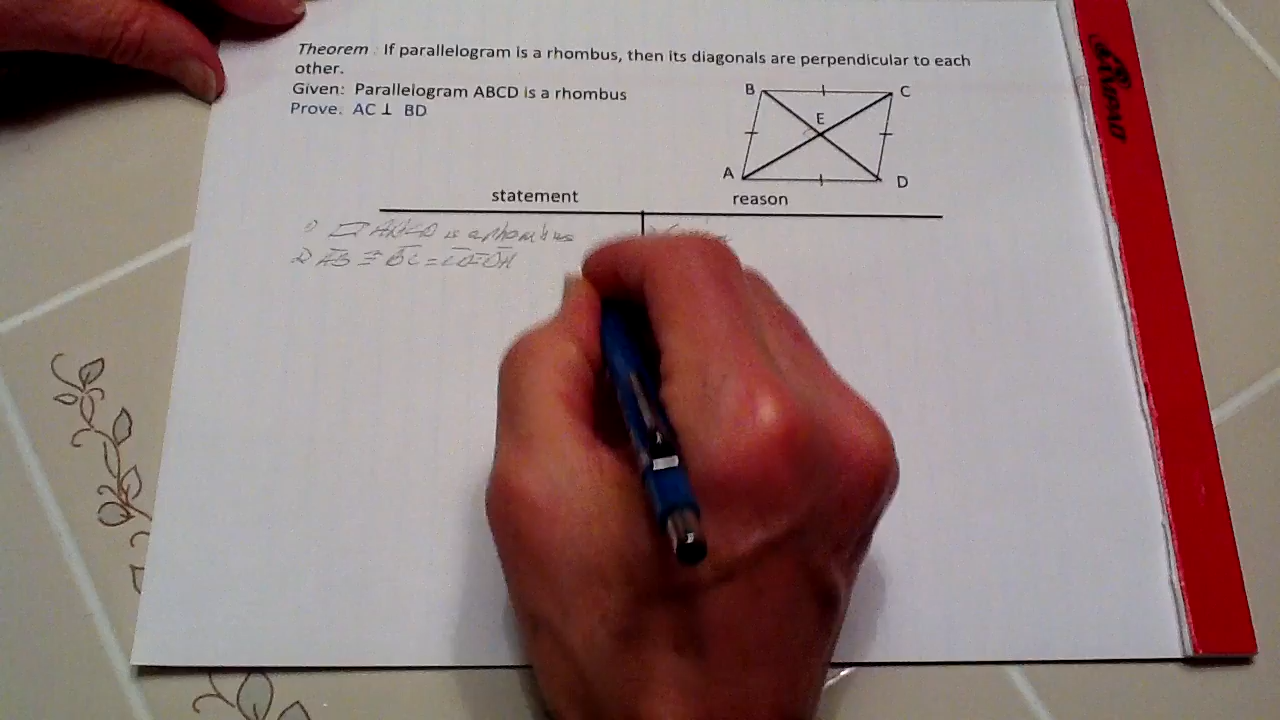 Theorem : If parallelogram is a rhombus, then its diagonals are perpendicular to each
other.
Given: Parallelogram ABCD is a rhombus
Prove. AC ⊥ BD
B
C
E
A
D
statement
reason
1) ▱ ABCD is a rhombus
2) AB ≅ BC = CD = DA